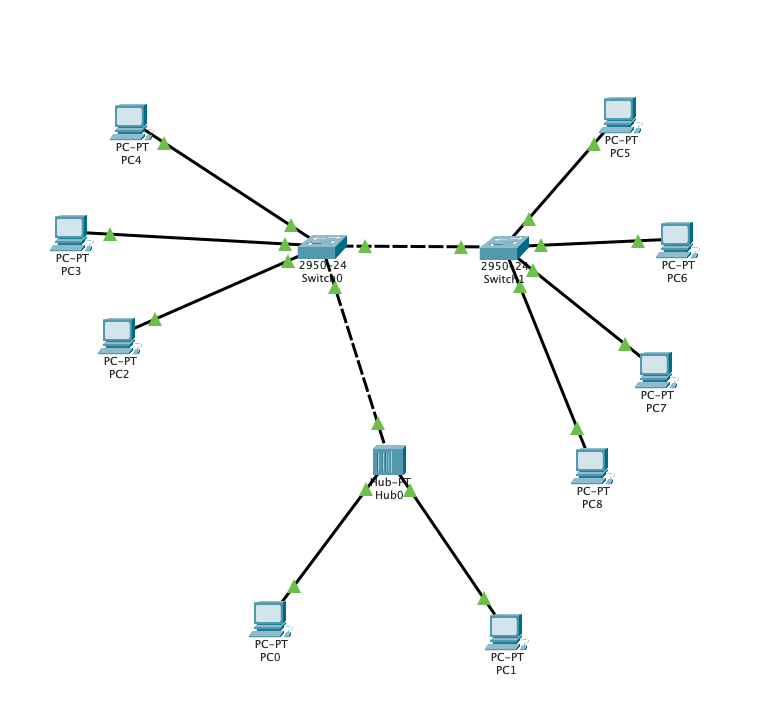 PC-PT
PC4
PC-PT
PC5
PC-PT
PC3
2950-24
Switch0
2950-24
Switch1
PC-PT
PC6
PC-PT
PC2
PC-PT
PC7
Hub-PT
Hub0
PC-PT
PC8
PC-PT
PC0
PC-PT
PC1